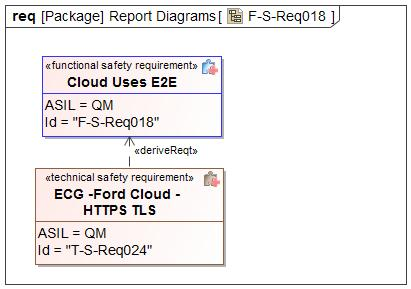 req [Package] Report Diagrams[ F-S-Req018 ]
«functional safety requirement»
Cloud Uses E2E
ASIL = QM
Id = "F-S-Req018"
«deriveReqt»
«technical safety requirement»
ECG -Ford Cloud -
HTTPS TLS
ASIL = QM
Id = "T-S-Req024"